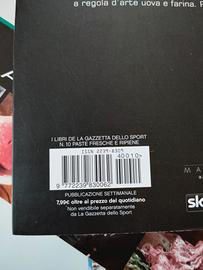 a regola d'arte uova e farina.
I LIBRI DE LA GAZZETTA DELLO SPORT
N. 10 PASTE FRESCHE E RIPIENE
ISSN 2239-8309
40010>
9 772239 830062
PUBBLICAZIONE SETTIMANALE
7,99€ oltre al prezzo del quotidiano
Non vendibile separatamente
da La Gazzetta dello Sport
M A
sk